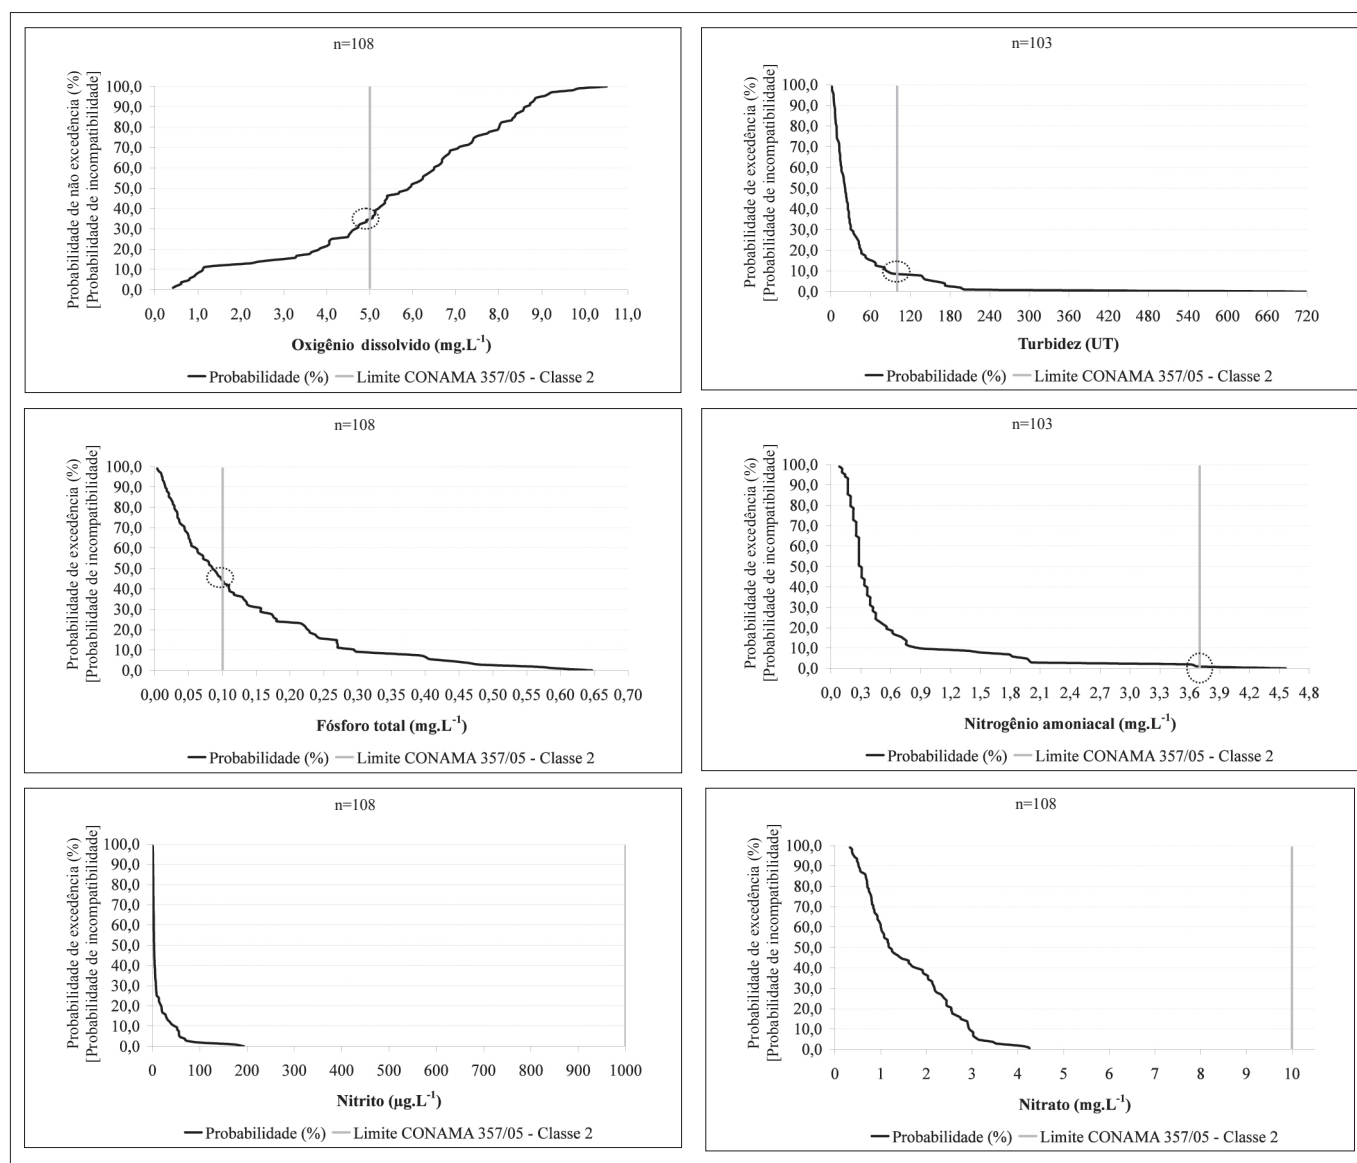 n=108
Probabilidade de não excedência (%)
[Probabilidade de incompatibilidade]
100,0
90,0
80,0
70,0
60,0
50,0
40,0
30,0
20,0
10,0
0,0
0,0 1,0 2,0 3,0 4,0 5,0 6,0 7,0 8,0 9,0 10,0 11,0
Oxigênio dissolvido (mg.L-1)
Probabilidade (%) Limite CONAMA 357/05 - Classe 2
n=103
Probabilidade de excedência (%)
[Probabilidade de incompatibilidade]
100,0
90,0
80,0
70,0
60,0
50,0
40,0
30,0
20,0
10,0
0,0
0 60 120 240 300 360 420 480 540 600 660 720
Turbidez (UT)
Probabilidade (%) Limite CONAMA 357/05 - Classe 2
n=108
Probabilidade de excedência (%)
[Probabilidade de incompatibilidade]
100,0
90,0
80,0
70,0
60,0
50,0
40,0
30,0
20,0
10,0
0,0
0,00 0,05 0,10 0,15 0,20 0,25 0,30 0,35 0,40 0,45 0,50 0,55 0,60 0,65 0,70
Fósforo total (mg.L-1)
Probabilidade (%) Limite CONAMA 357/05 - Classe 2
n=103
Probabilidade de excedência (%)
[Probabilidade de incompatibilidade]
100,0
90,0
80,0
70,0
60,0
50,0
40,0
30,0
20,0
10,0
0,0
0,0 0,3 0,6 0,9 1,2 1,5 1,8 2,1 2,4 2,7 3,0 3,3 3,6 3,9 4,2 4,5 4,8
Nitrogênio amoniacal (mg.L-1)
Probabilidade (%) Limite CONAMA 357/05 - Classe 2
n=108
Probabilidade de excedência (%)
[Probabilidade de incompatibilidade]
100,0
90,0
80,0
70,0
60,0
50,0
40,0
30,0
20,0
10,0
0,0
0 100 200 300 400 500 600 700 800 900 1000
Nitrito (µg.L-1)
Probabilidade (%) Limite CONAMA 357/05 - Classe 2
n=108
Probabilidade de excedência (%)
[Probabilidade de incompatibilidade]
100,0
90,0
80,0
70,0
60,0
50,0
40,0
30,0
20,0
10,0
0,0
0 1 2 3 4 5 6 7 8 9 10
Nitrato (mg.L-1)
Probabilidade (%) Limite CONAMA 357/05 - Classe 2